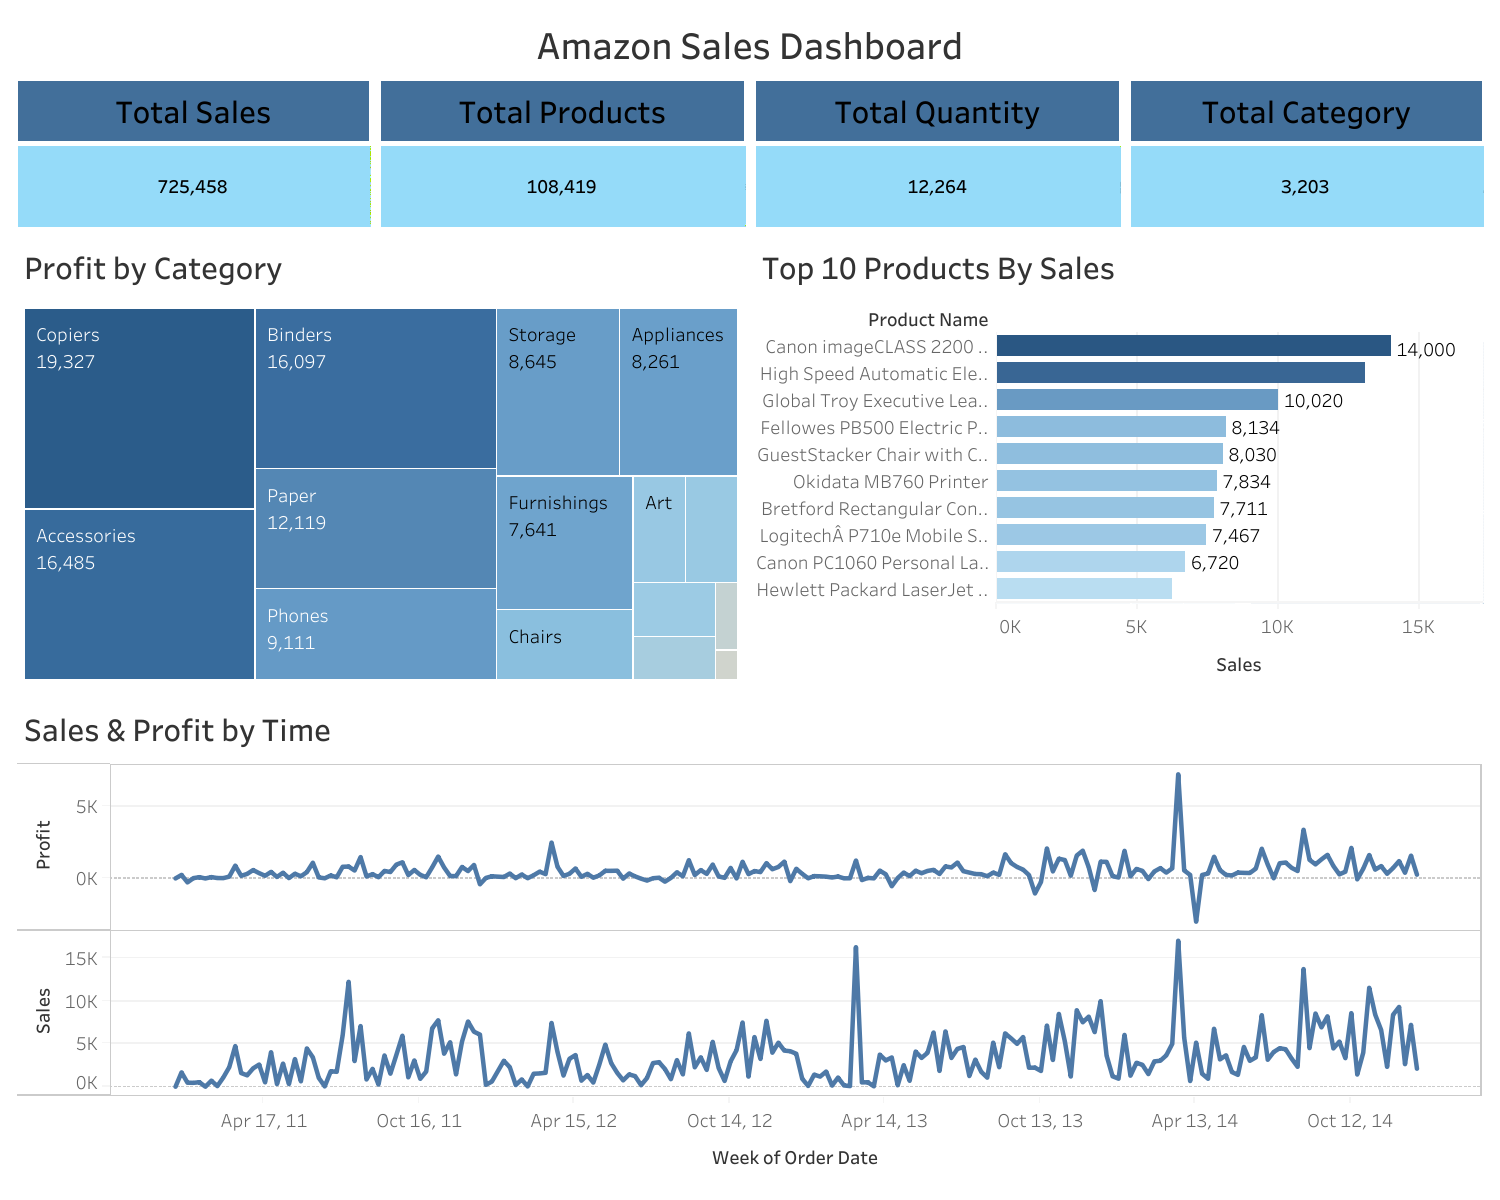 Amazon Sales Dashboard
Total Sales
Total Products
Total Quantity
Total Category
725,458
108,419
12,264
3,203
Profit by Category
Copiers
19,327
Accessories
16,485
Binders
16,097
Paper
12,119
Phones
9,111
Storage
8,645
Appliances
8,261
Furnishings
7,641
Chairs
Art
Top 10 Products By Sales
Product Name
Canon imageCLASS 2200 .. 14,000
High Speed Automatic Ele..
Global Troy Executive Lea.. 10,020
Fellowes PB500 Electric P.. 8,134
GuestStacker Chair with C.. 8,030
Okidata MB760 Printer 7,834
Bretford Rectangular Con.. 7,711
LogitechÂ P710e Mobile S.. 7,467
Canon PC1060 Personal La.. 6,720
Hewlett Packard LaserJet ..
0K 5K 10K 15K
Sales
Sales & Profit by Time
Profit
5K
0K
Sales
15K
10K
5K
0K
Apr 17, 11 Oct 16, 11 Apr 15, 12 Oct 14, 12 Apr 14, 13 Oct 13, 13 Apr 13, 14 Oct 12, 14
Week of Order Date